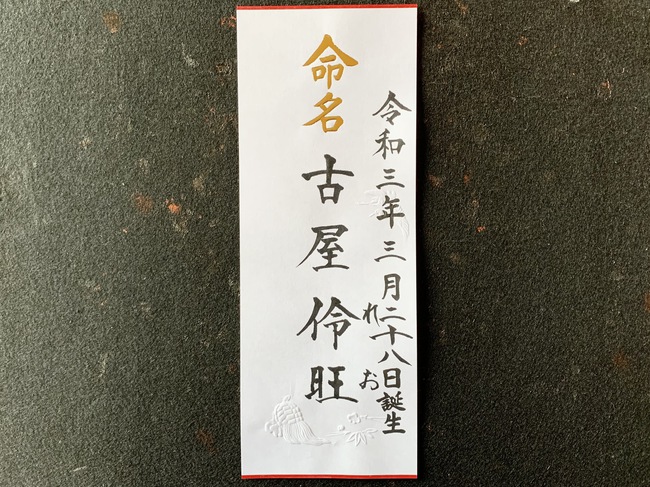 令和三年三月二十八日誕生
命名
古屋伶旺
れ
お